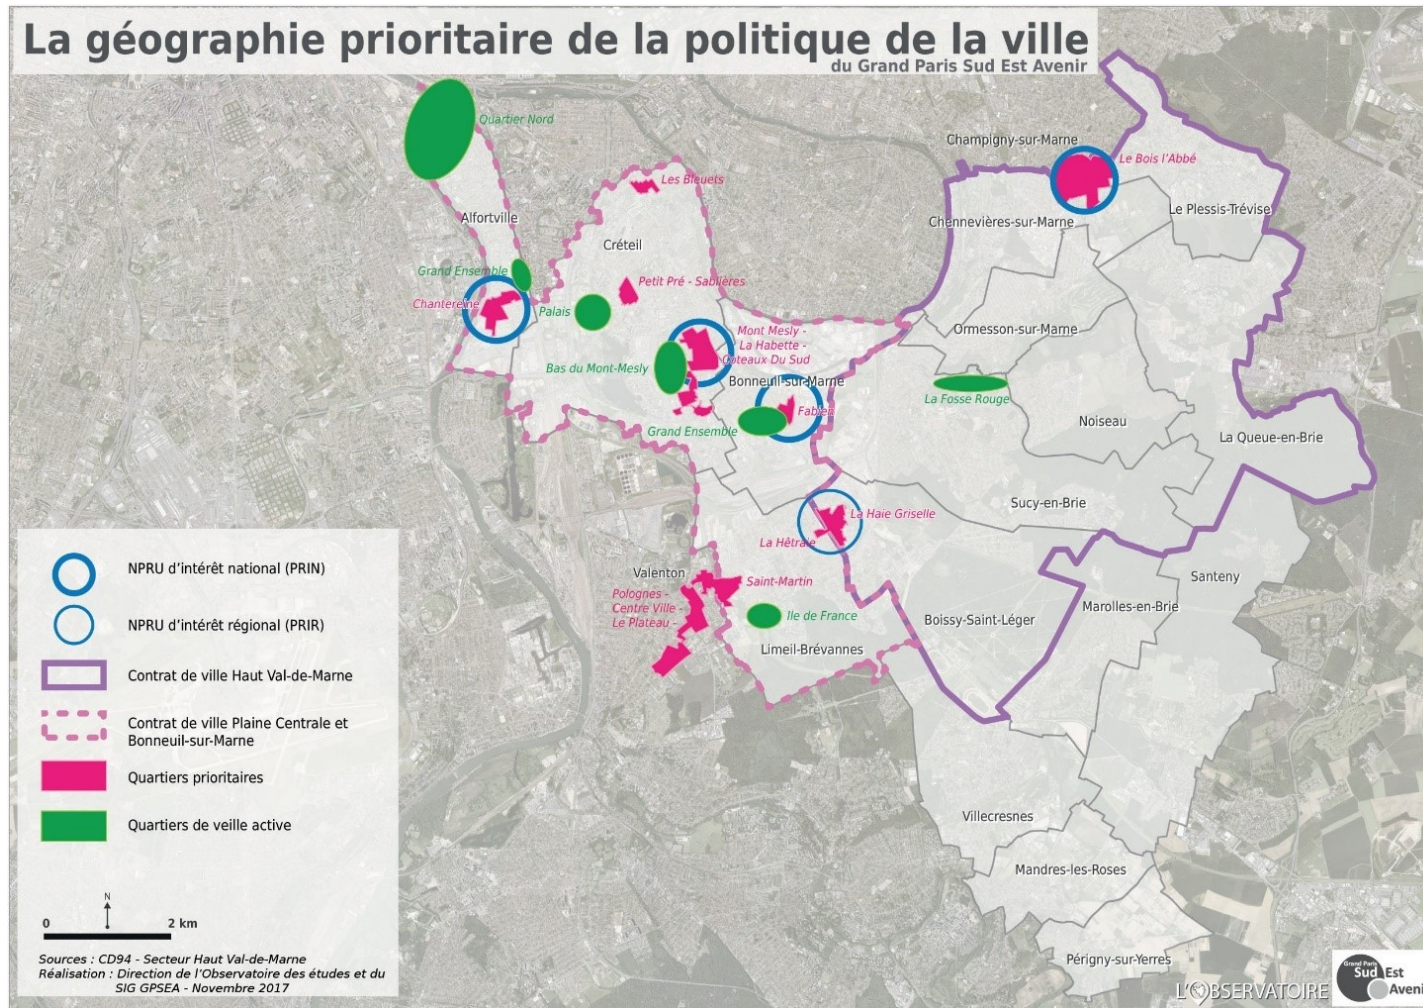 La géographie prioritaire de la politique de la ville
du Grand Paris Sud Est Avenir
Quartier Nord
Champigny-sur-Marne
Le Bois l'Abbé
Les Bleuets
Alfortville
Le Plessis-Trévise
Chennevières-sur-Marne
Créteil
Grand Ensemble
Petit Pré - Sablières
Chantereine
Palais
Ormesson-sur-Marne
Mont Mesly -
La Habette -
Coteaux Du Sud
Bas du Mont-Mesly
Bonneuil-sur-Marne
La Fosse Rouge
Fabien
Noiseau
Grand Ensemble
La Queue-en-Brie
Sucy-en-Brie
La Haie Griselle
La Hêtraie
Valenton
Saint-Martin
Santeny
Polognes -
Centre Ville -
Le Plateau -
Marolles-en-Brie
Ile de France
Boissy-Saint-Léger
Limeil-Brévannes
Villecresnes
Mandres-les-Roses
Périgny-sur-Yerres
NPRU d'intérêt national (PRIN)
NPRU d'intérêt régional (PRIR)
Contrat de ville Haut Val-de-Marne
Contrat de ville Plaine Centrale et
Bonneuil-sur-Marne
Quartiers prioritaires
Quartiers de veille active
N
0 2 km
Sources : CD94 - Secteur Haut Val-de-Marne
Réalisation : Direction de l'Observatoire des études et du
SIG GPSEA - Novembre 2017
L'OBSERVATOIRE
Grand Paris
Sud Est
Aveni